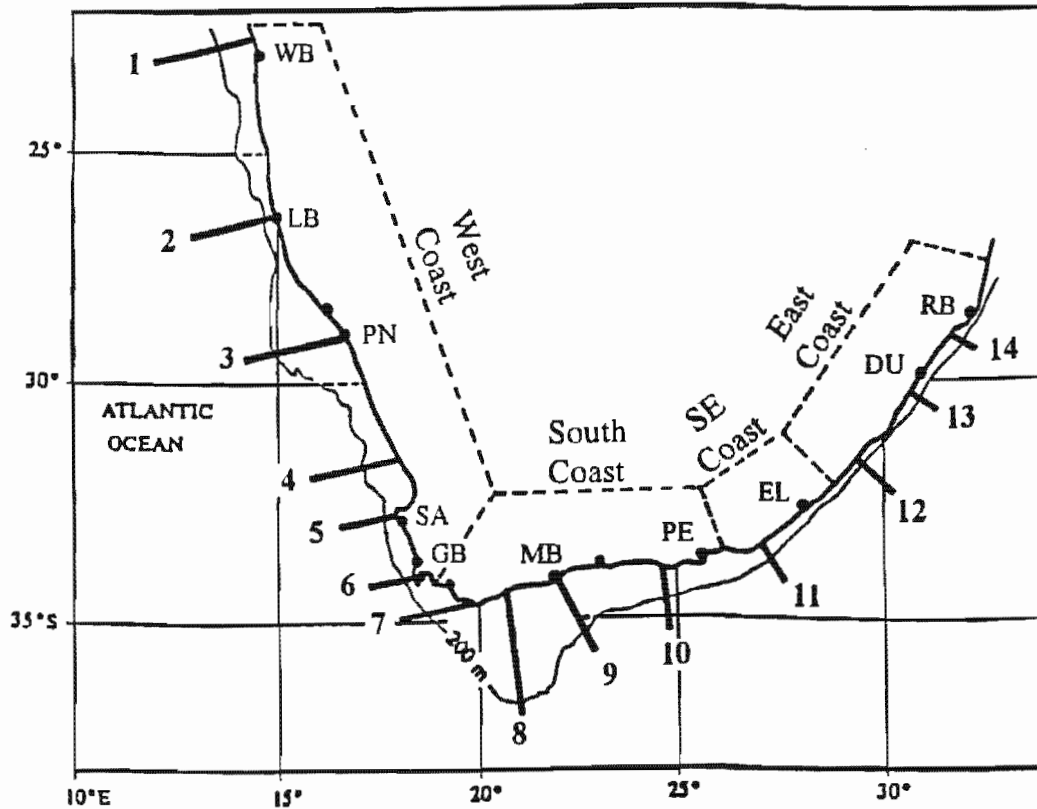 1
WB
25°
LB
2
West
Coast
PN
3
30°
ATLANTIC
OCEAN
4
5
SA
GB
6
7
35°S
200 m
South
Coast
SE
Coast
East
Coast
RB
14
DU
13
EL
12
PE
11
MB
10
9
8
10°E
15°
20°
25°
30°